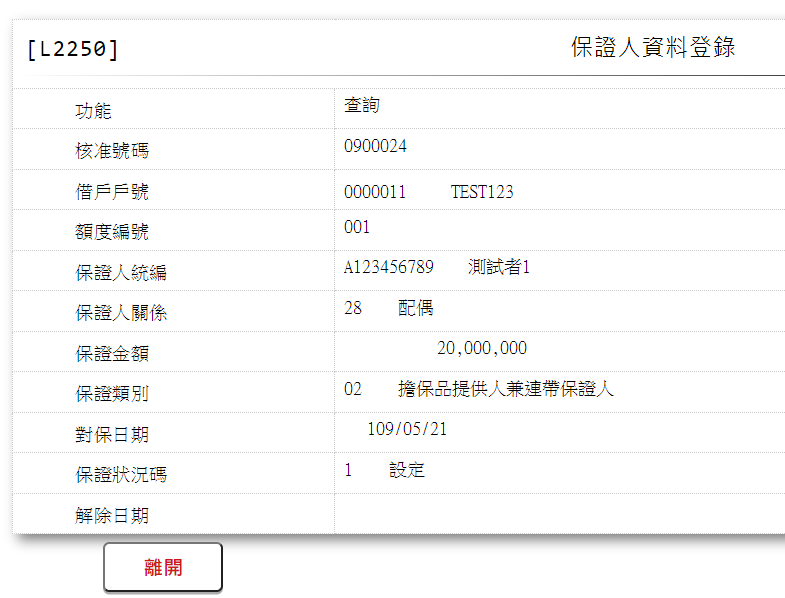 [L2250] 保證人資料登錄
功能 查詢
核准號碼 0900024
借戶戶號 0000011 TEST123
額度編號 001
保證人統編 A123456789 測試者1
保證人關係 28 配偶
保證金額 20,000,000
保證類別 02 擔保品提供人兼連帶保證人
對保日期 109/05/21
保證狀況碼 1 設定
解除日期
離開